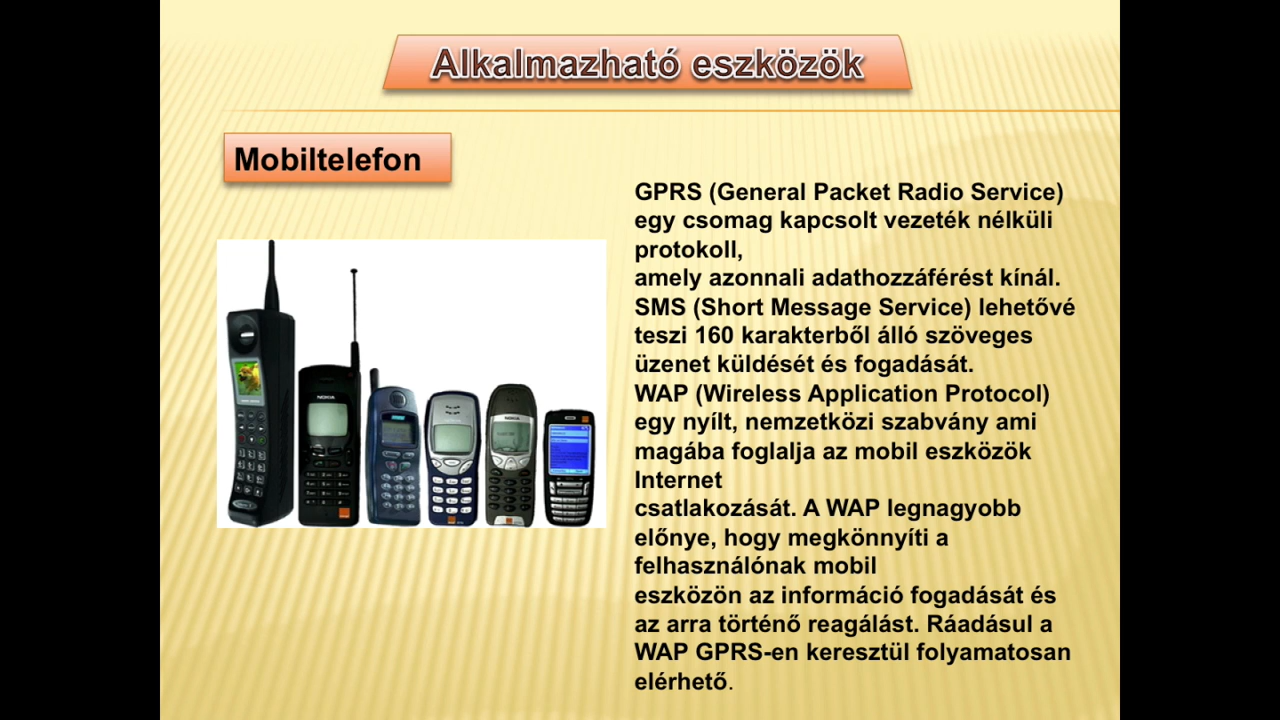 Alkalmazható eszközök
Mobiltelefon
GPRS (General Packet Radio Service)
egy csomag kapcsolt vezeték nélküli
protokoll,
amely azonnali adathozzáférést kínál.
SMS (Short Message Service) lehetővé
teszi 160 karakterből álló szöveges
üzenet küldését és fogadását.
WAP (Wireless Application Protocol)
egy nyílt, nemzetközi szabvány ami
magába foglalja az mobil eszközök
Internet
csatlakozását. A WAP legnagyobb
előnye, hogy megkönnyíti a
felhasználónak mobil
eszközön az információ fogadását és
az arra történő reagálást. Ráadásul a
WAP GPRS-en keresztül folyamatosan
elérhető.
NOKIA
NOKIA